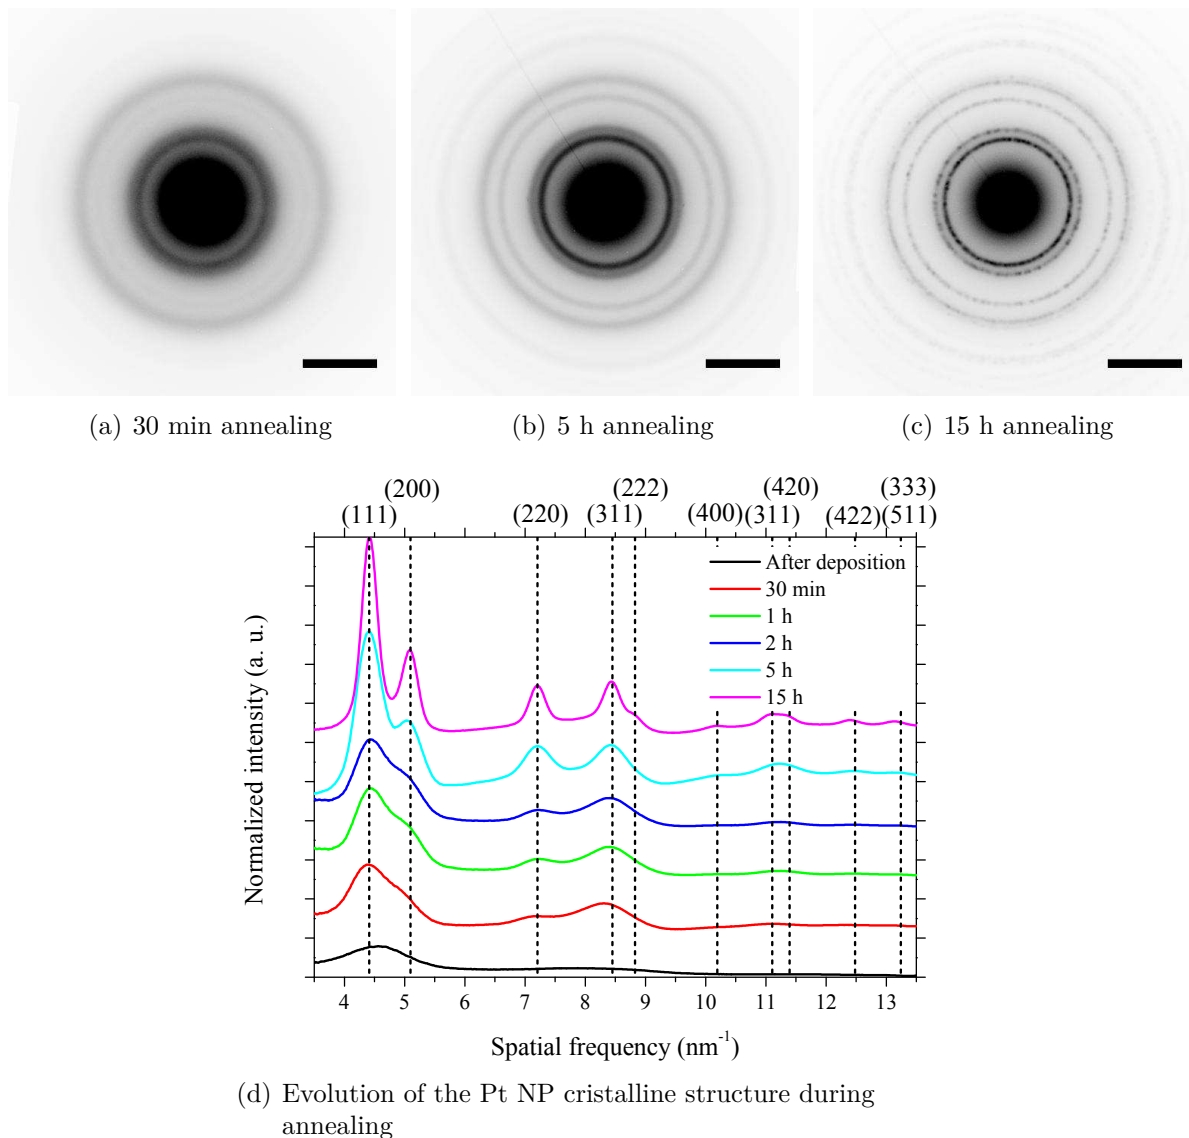 (a) 30 min annealing
(b) 5 h annealing
(c) 15 h annealing
(200) (222) (420) (333)
(111) (220) (311) (400) (311) (422) (511)
After deposition
30 min
1 h
2 h
5 h
15 h
Normalized intensity (a. u.)
4 5 6 7 8 9 10 11 12 13
Spatial frequency (nm⁻¹)
(d) Evolution of the Pt NP cristalline structure during
annealing